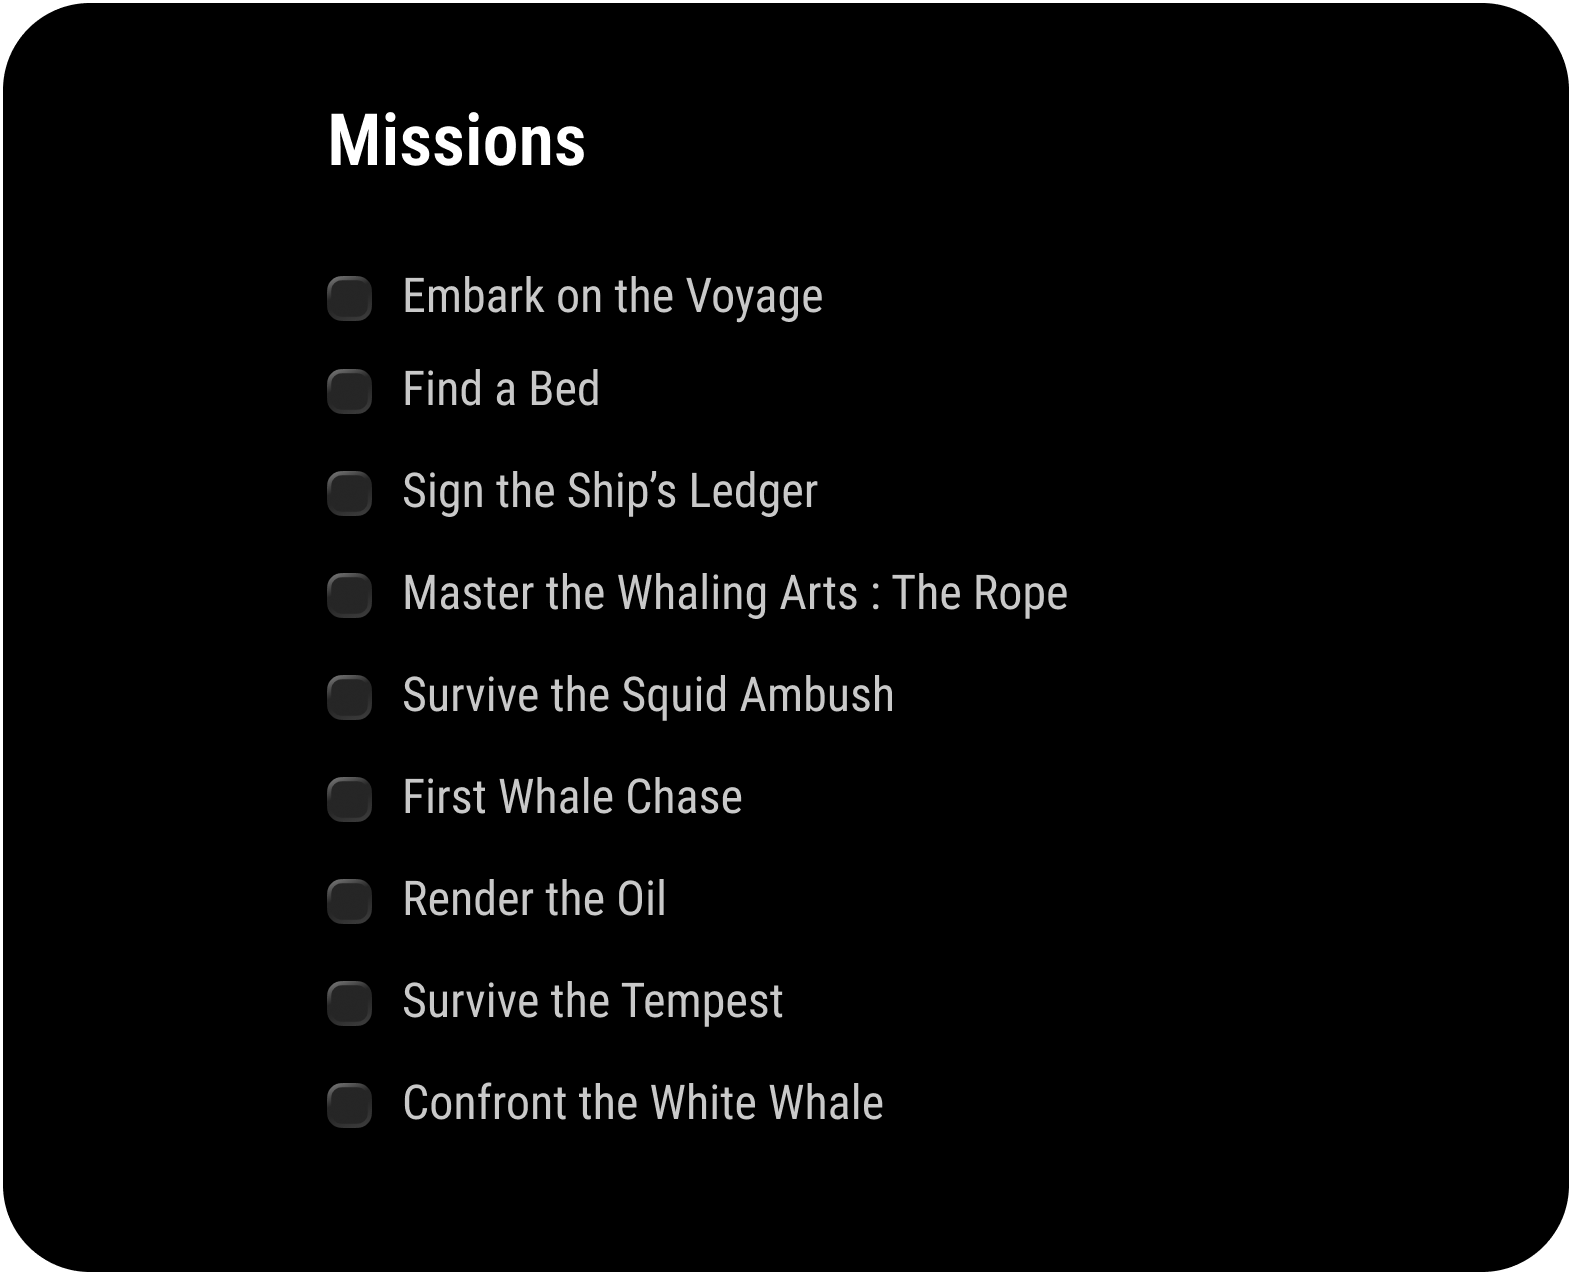 Missions
Embark on the Voyage
Find a Bed
Sign the Ship’s Ledger
Master the Whaling Arts : The Rope
Survive the Squid Ambush
First Whale Chase
Render the Oil
Survive the Tempest
Confront the White Whale